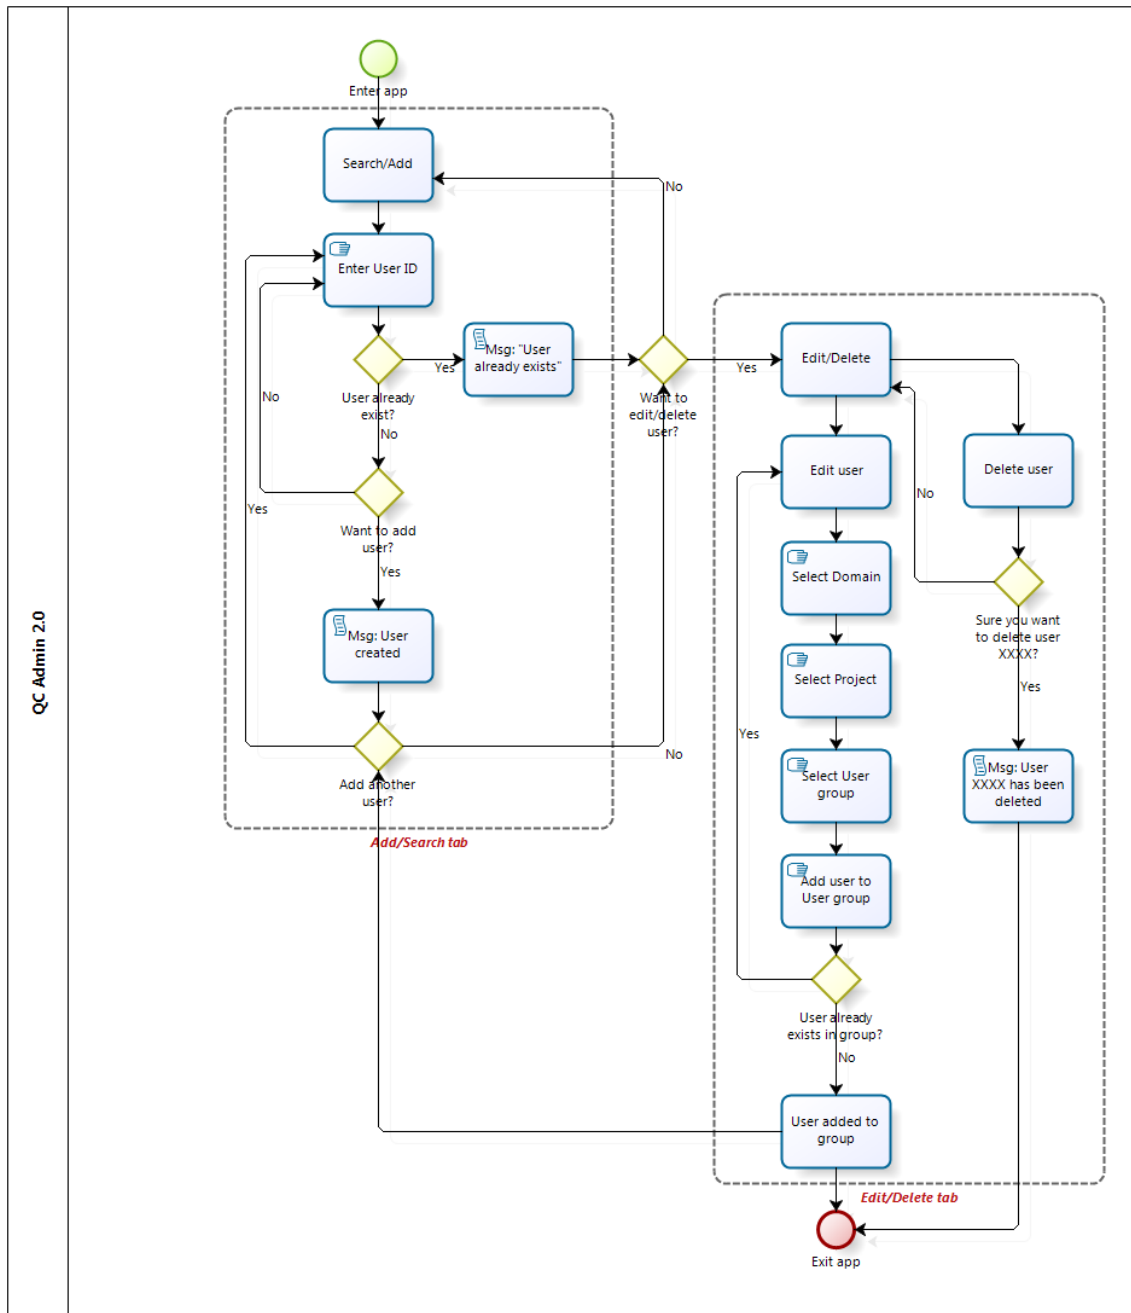 QC Admin 2.0
Enter app
Search/Add
No
Enter User ID
Msg: "User
already exists"
Edit/Delete
Yes
Yes
No
User already
exist?
Want to
edit/delete
user?
No
Edit user
Delete user
No
Yes
Want to add
user?
Select Domain
Yes
Sure you want
to delete user
XXXX?
Msg: User
created
Select Project
Yes
Yes
No
Add another
user?
Select User
group
Msg: User
XXXX has been
deleted
Add/Search tab
Add user to
User group
User already
exists in group?
No
User added to
group
Edit/Delete tab
Exit app